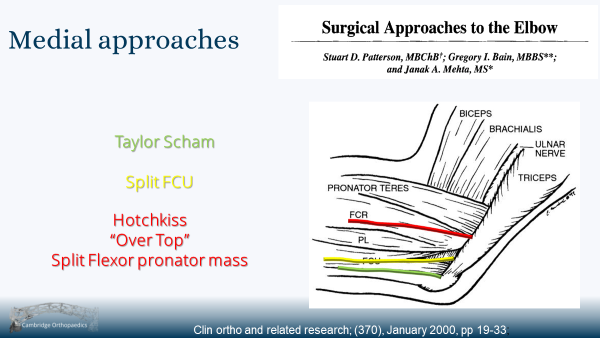 Medial approaches
Surgical Approaches to the Elbow
Stuart D. Patterson, MBChB†; Gregory I. Bain, MBBS**;
and Janak A. Mehta, MS*
Taylor Scham
Split FCU
Hotchkiss
“Over Top”
Split Flexor pronator mass
BICEPS
BRACHIALIS
ULNAR
NERVE
TRICEPS
PRONATOR TERES
FCR
PL
FCU
Cambridge Orthopaedics
Clin ortho and related research; (370), January 2000, pp 19-33